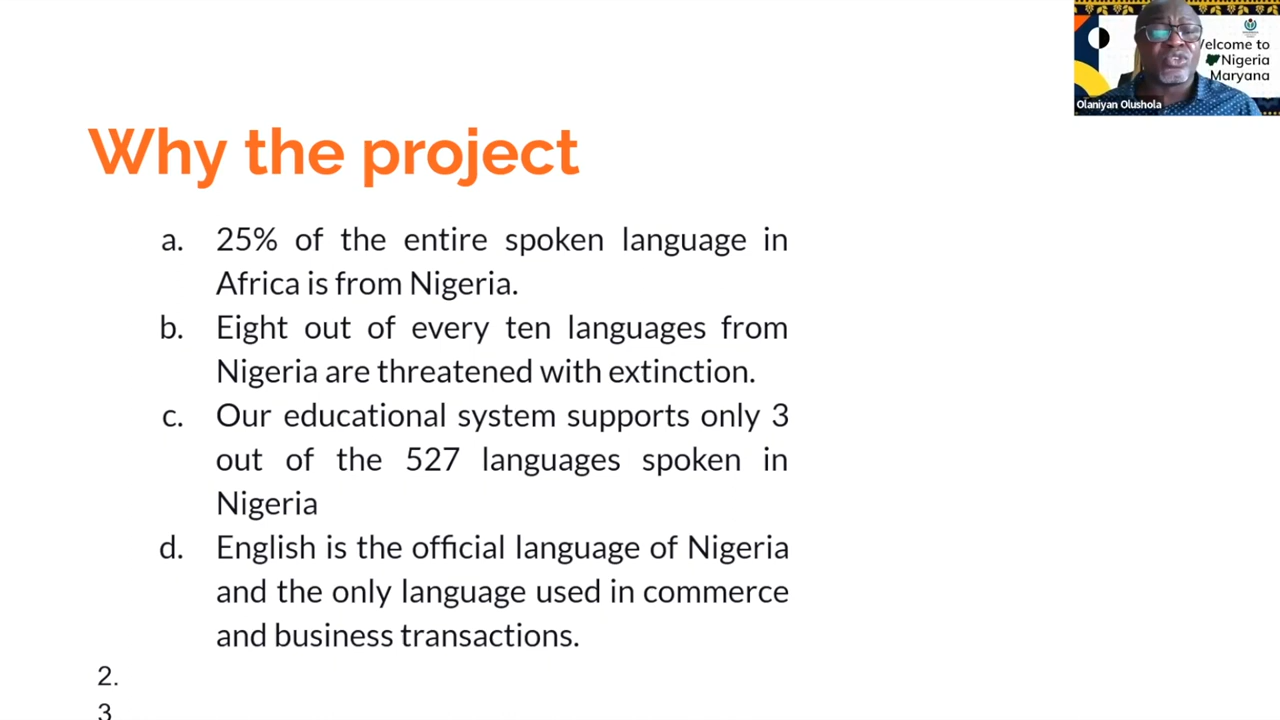 Welcome to
Nigeria
Maryana
Olaniyan Olushola
Why the project
a. 25% of the entire spoken language in
Africa is from Nigeria.
b. Eight out of every ten languages from
Nigeria are threatened with extinction.
c. Our educational system supports only 3
out of the 527 languages spoken in
Nigeria
d. English is the official language of Nigeria
and the only language used in commerce
and business transactions.
2.
3